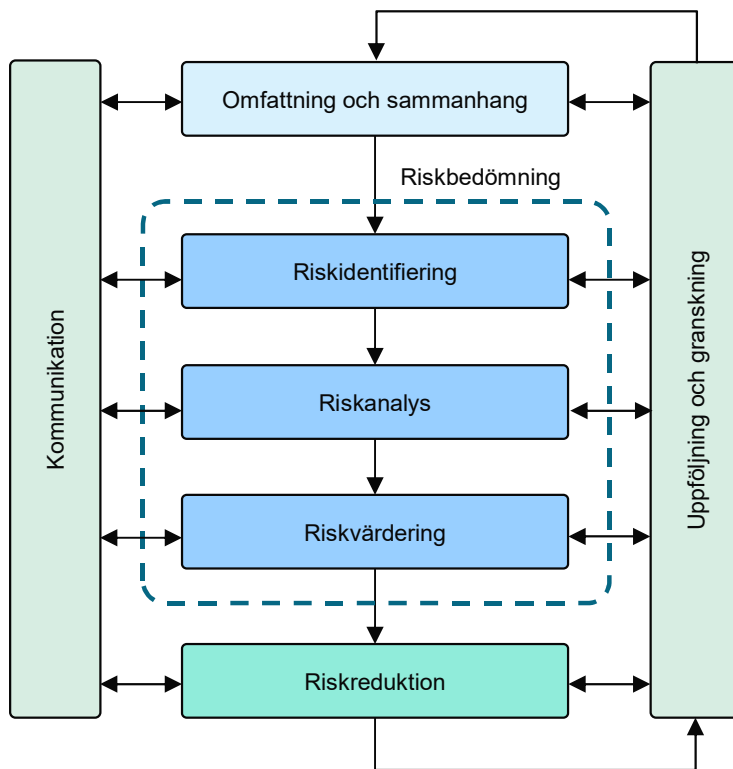 Omfattning och sammanhang
Riskbedömning
Riskidentifiering
Kommunikation
Riskanalys
Uppföljning och granskning
Riskvärdering
Riskreduktion